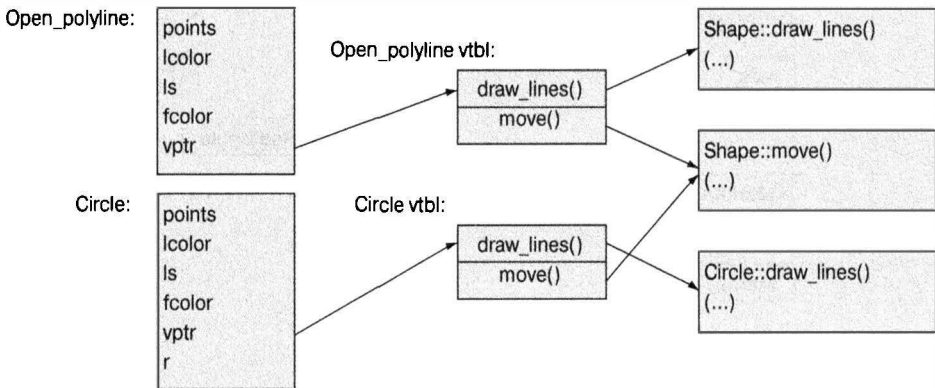 Open_polyline:
points
lcolor
ls
fcolor
vptr
Open_polyline vtbl:
draw_lines()
move()
Shape::draw_lines()
(...)
Shape::move()
(...)
Circle:
points
lcolor
ls
fcolor
vptr
r
Circle vtbl:
draw_lines()
move()
Circle::draw_lines()
(...)